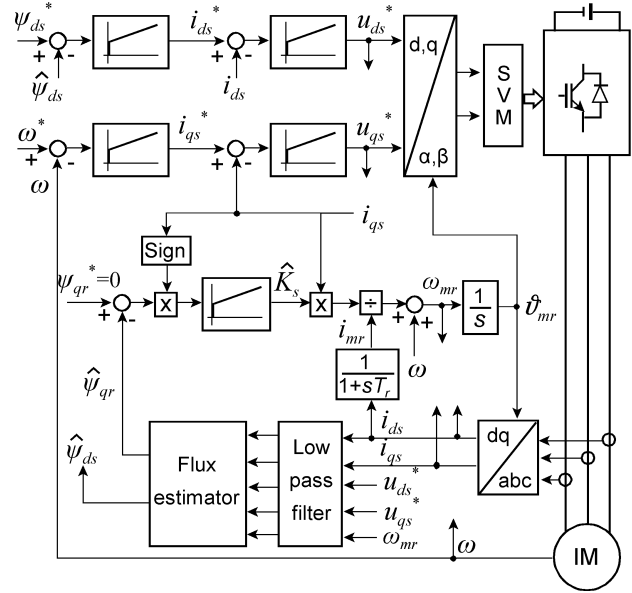 ψds* ids* uds*
+ - + - d,q
ψ̂ds ids S
ω* iqs* uqs* V
+ - + - M
ω α,β
iqs
Sign
ψqr*=0 K̂s ωmr 1/s ϑmr
+ - x x ÷ + +
imr ω
1/(1+sTr)
ψ̂qr
ids dq
iqs abc
ψ̂ds Flux estimator Low pass filter uds*
uqs*
ωmr
ω IM